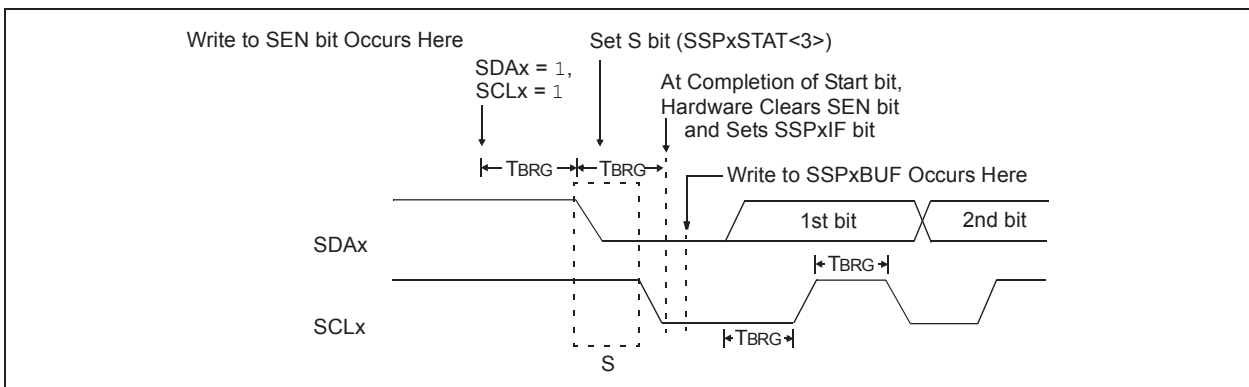 Write to SEN bit Occurs Here
Set S bit (SSPxSTAT<3>)
SDAx = 1,
SCLx = 1
At Completion of Start bit,
Hardware Clears SEN bit
and Sets SSPxIF bit
TBRG
TBRG
Write to SSPxBUF Occurs Here
1st bit
2nd bit
SDAx
TBRG
SCLx
TBRG
S